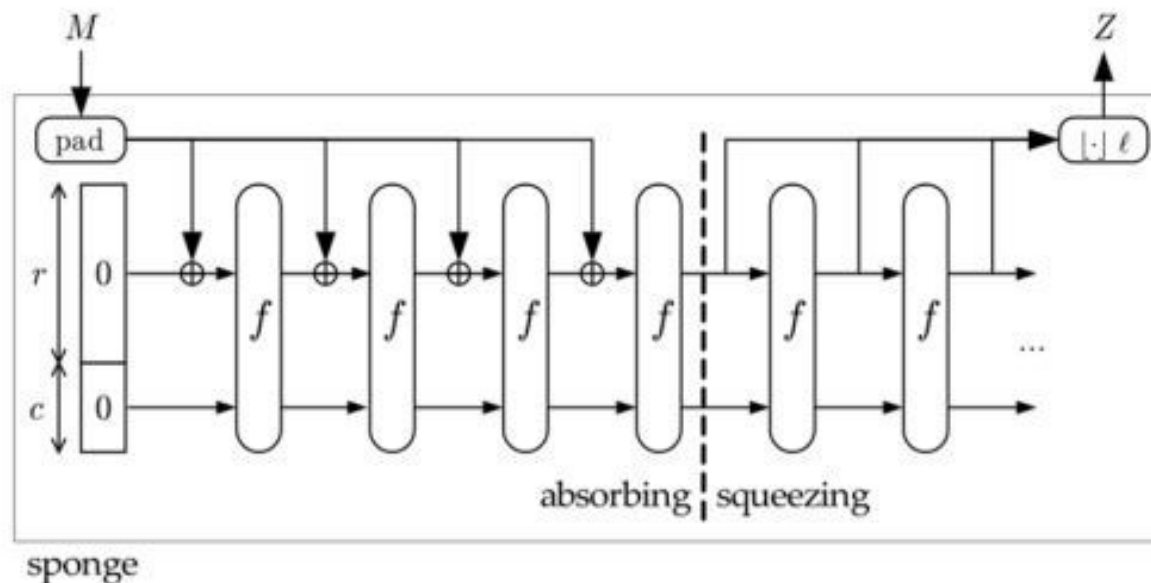 M Z
pad ⌊·⌋ ℓ
r 0 f f f f f f
...
c 0
absorbing squeezing
sponge